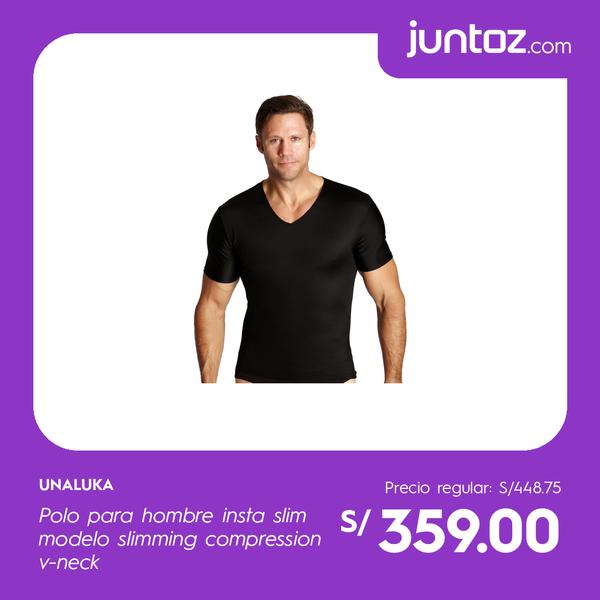 juntoz.com
UNALUKA
Polo para hombre insta slim
modelo slimming compression
v-neck
Precio regular: S/448.75
S/359.00